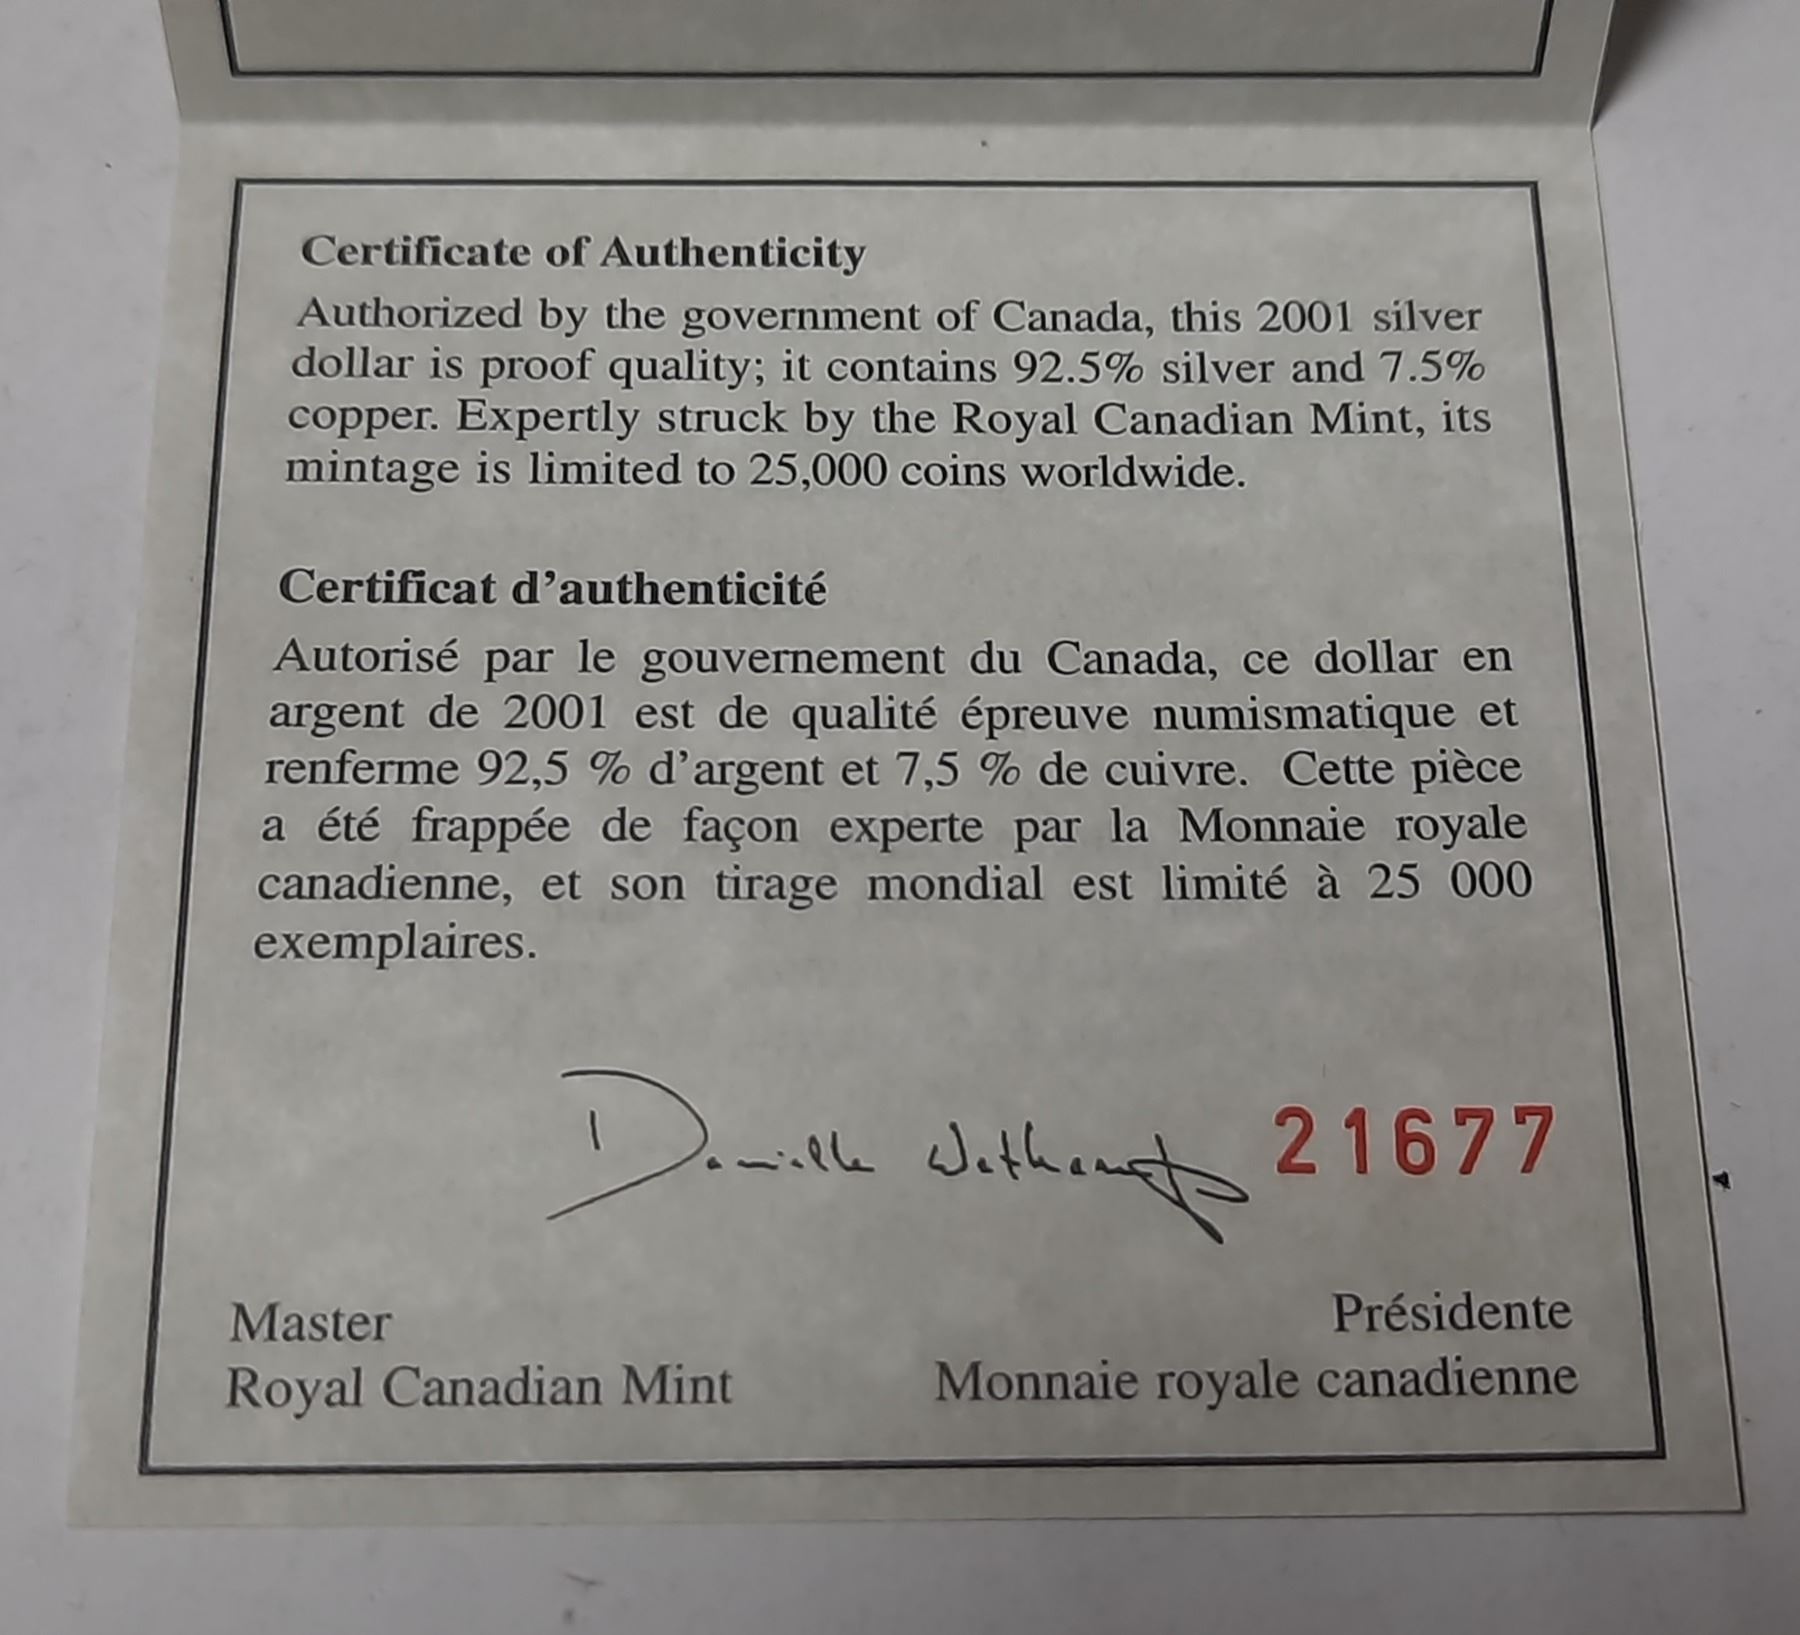 Certificate of Authenticity
Authorized by the government of Canada, this 2001 silver
dollar is proof quality; it contains 92.5% silver and 7.5%
copper. Expertly struck by the Royal Canadian Mint, its
mintage is limited to 25,000 coins worldwide.
Certificat d'authenticité
Autorisé par le gouvernement du Canada, ce dollar en
argent de 2001 est de qualité épreuve numismatique et
renferme 92,5 % d'argent et 7,5 % de cuivre. Cette pièce
a été frappée de façon experte par la Monnaie royale
canadienne, et son tirage mondial est limité à 25 000
exemplaires.
Danielle 21677
Master
Royal Canadian Mint
Présidente
Monnaie royale canadienne